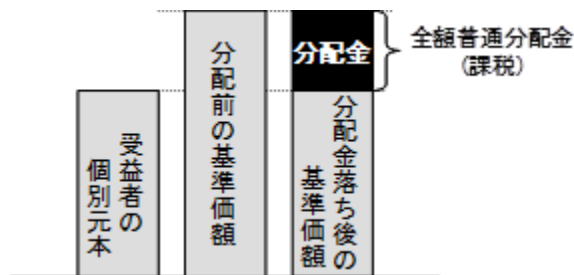 受益者の
個別元本
分配前の基準価額
分配金
分配金落ち後の
基準価額
全額普通分配金
(課税)